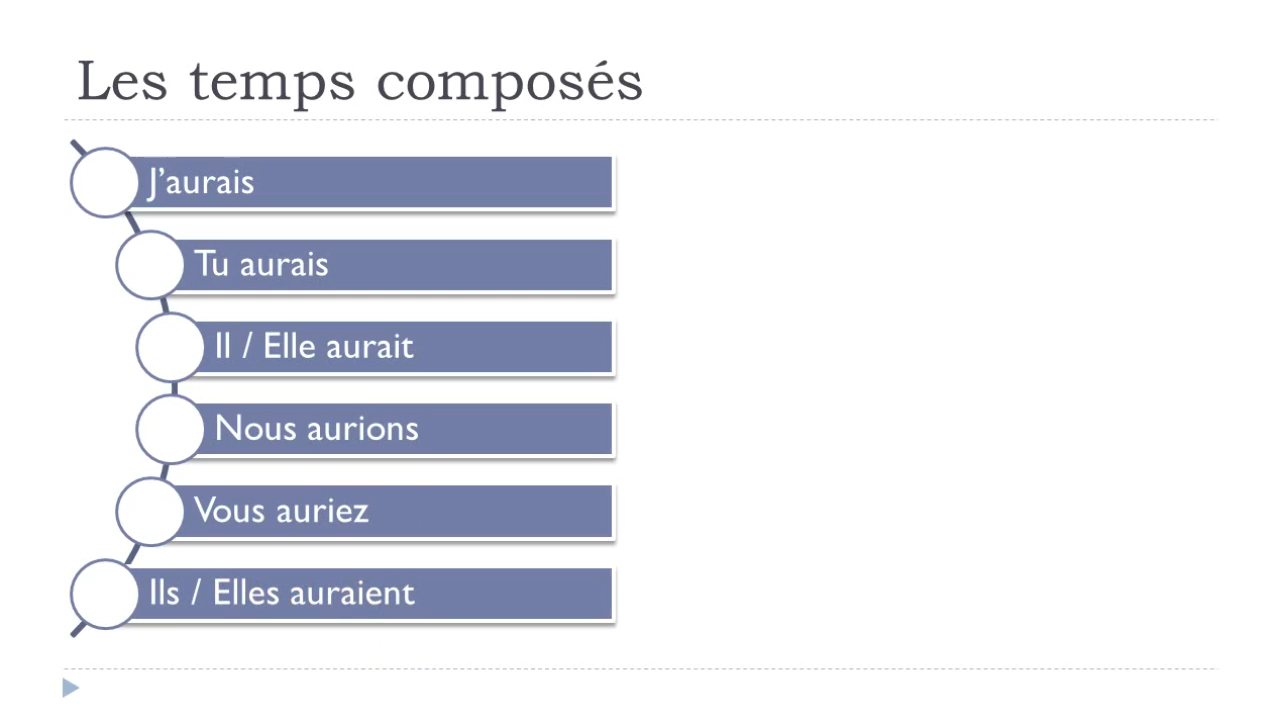 Les temps composés
J’aurais
Tu aurais
Il / Elle aurait
Nous aurions
Vous auriez
Ils / Elles auraient